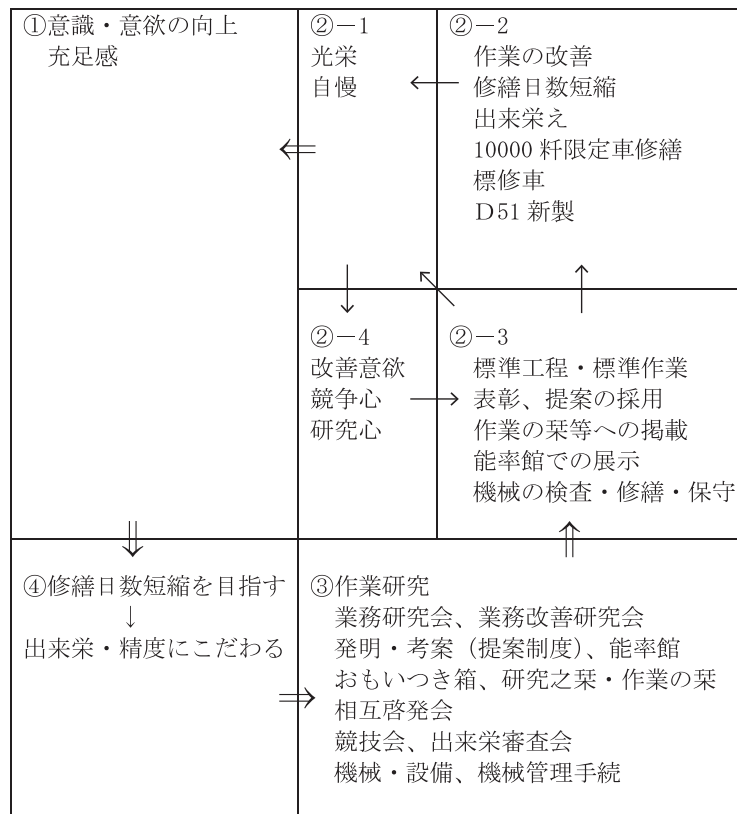 ①意識・意欲の向上
充足感
②－1
光栄
自慢
②－2
作業の改善
修繕日数短縮
出来栄え
10000 粁限定車修繕
標修車
D51 新製
②－4
改善意欲
競争心
研究心
②－3
標準工程・標準作業
表彰、提案の採用
作業の栞等への掲載
能率館での展示
機械の検査・修繕・保守
④修繕日数短縮を目指す
↓
出来栄・精度にこだわる
③作業研究
業務研究会、業務改善研究会
発明・考案（提案制度）、能率館
おもいつき箱、研究之栞・作業の栞
相互啓発会
競技会、出来栄審査会
機械・設備、機械管理手続